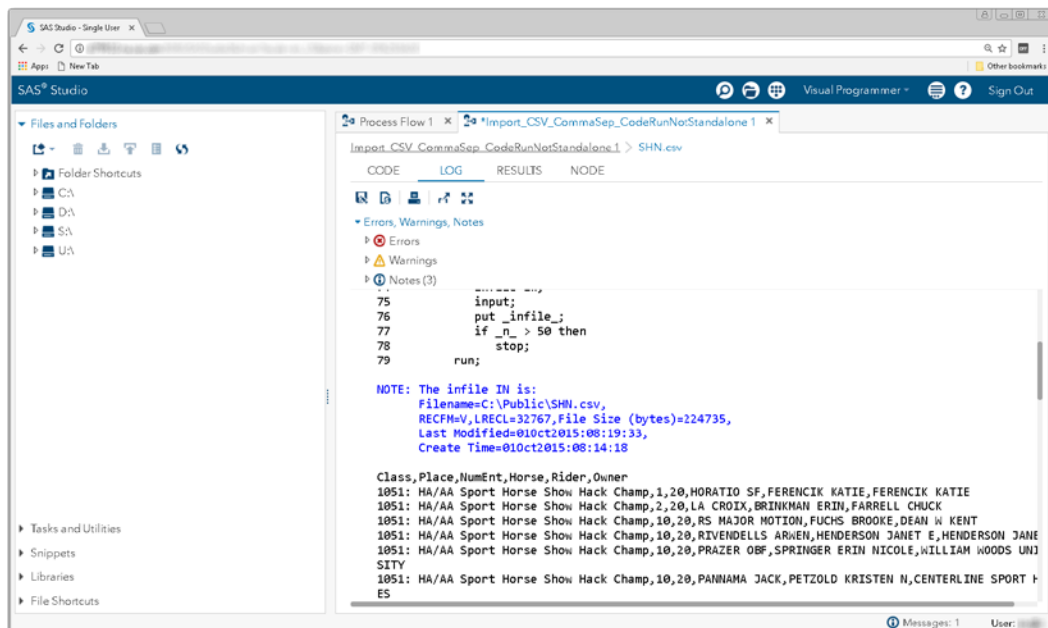 SAS Studio - Single User
Apps New Tab Other bookmarks
SAS® Studio Visual Programmer Sign Out
Files and Folders
Folder Shortcuts
C:\
D:\
S:\
U:\
Tasks and Utilities
Snippets
Libraries
File Shortcuts
Process Flow 1 *Import_CSV_CommaSep_CodeRunNotStandalone 1
Import_CSV_CommaSep_CodeRunNotStandalone 1 > SHN.csv
CODE LOG RESULTS NODE
Errors, Warnings, Notes
Errors
Warnings
Notes (3)
75 input;
76 put _infile_;
77 if _n_ > 50 then
78 stop;
79 run;
NOTE: The infile IN is:
Filename=C:\Public\SHN.csv,
RECFM=V,LRECL=32767,File Size (bytes)=224735,
Last Modified=01Oct2015:08:19:33,
Create Time=01Oct2015:08:14:18
Class,Place,NumEnt,Horse,Rider,Owner
1051: HA/AA Sport Horse Show Hack Champ,1,20,HORATIO SF,FERENCIK KATIE,FERENCIK KATIE
1051: HA/AA Sport Horse Show Hack Champ,2,20,LA CROIX,BRINKMAN ERIN,FARRELL CHUCK
1051: HA/AA Sport Horse Show Hack Champ,10,20,RS MAJOR MOTION,FUCHS BROOKE,DEAN W KENT
1051: HA/AA Sport Horse Show Hack Champ,10,20,RIVENDELLS ARWEN,HENDERSON JANET E,HENDERSON JANE
1051: HA/AA Sport Horse Show Hack Champ,10,20,PRAZER OBF,SPRINGER ERIN NICOLE,WILLIAM WOODS UNI
SITY
1051: HA/AA Sport Horse Show Hack Champ,10,20,PANNAMA JACK,PETZOLD KRISTEN N,CENTERLINE SPORT H
ES
Messages: 1 User: